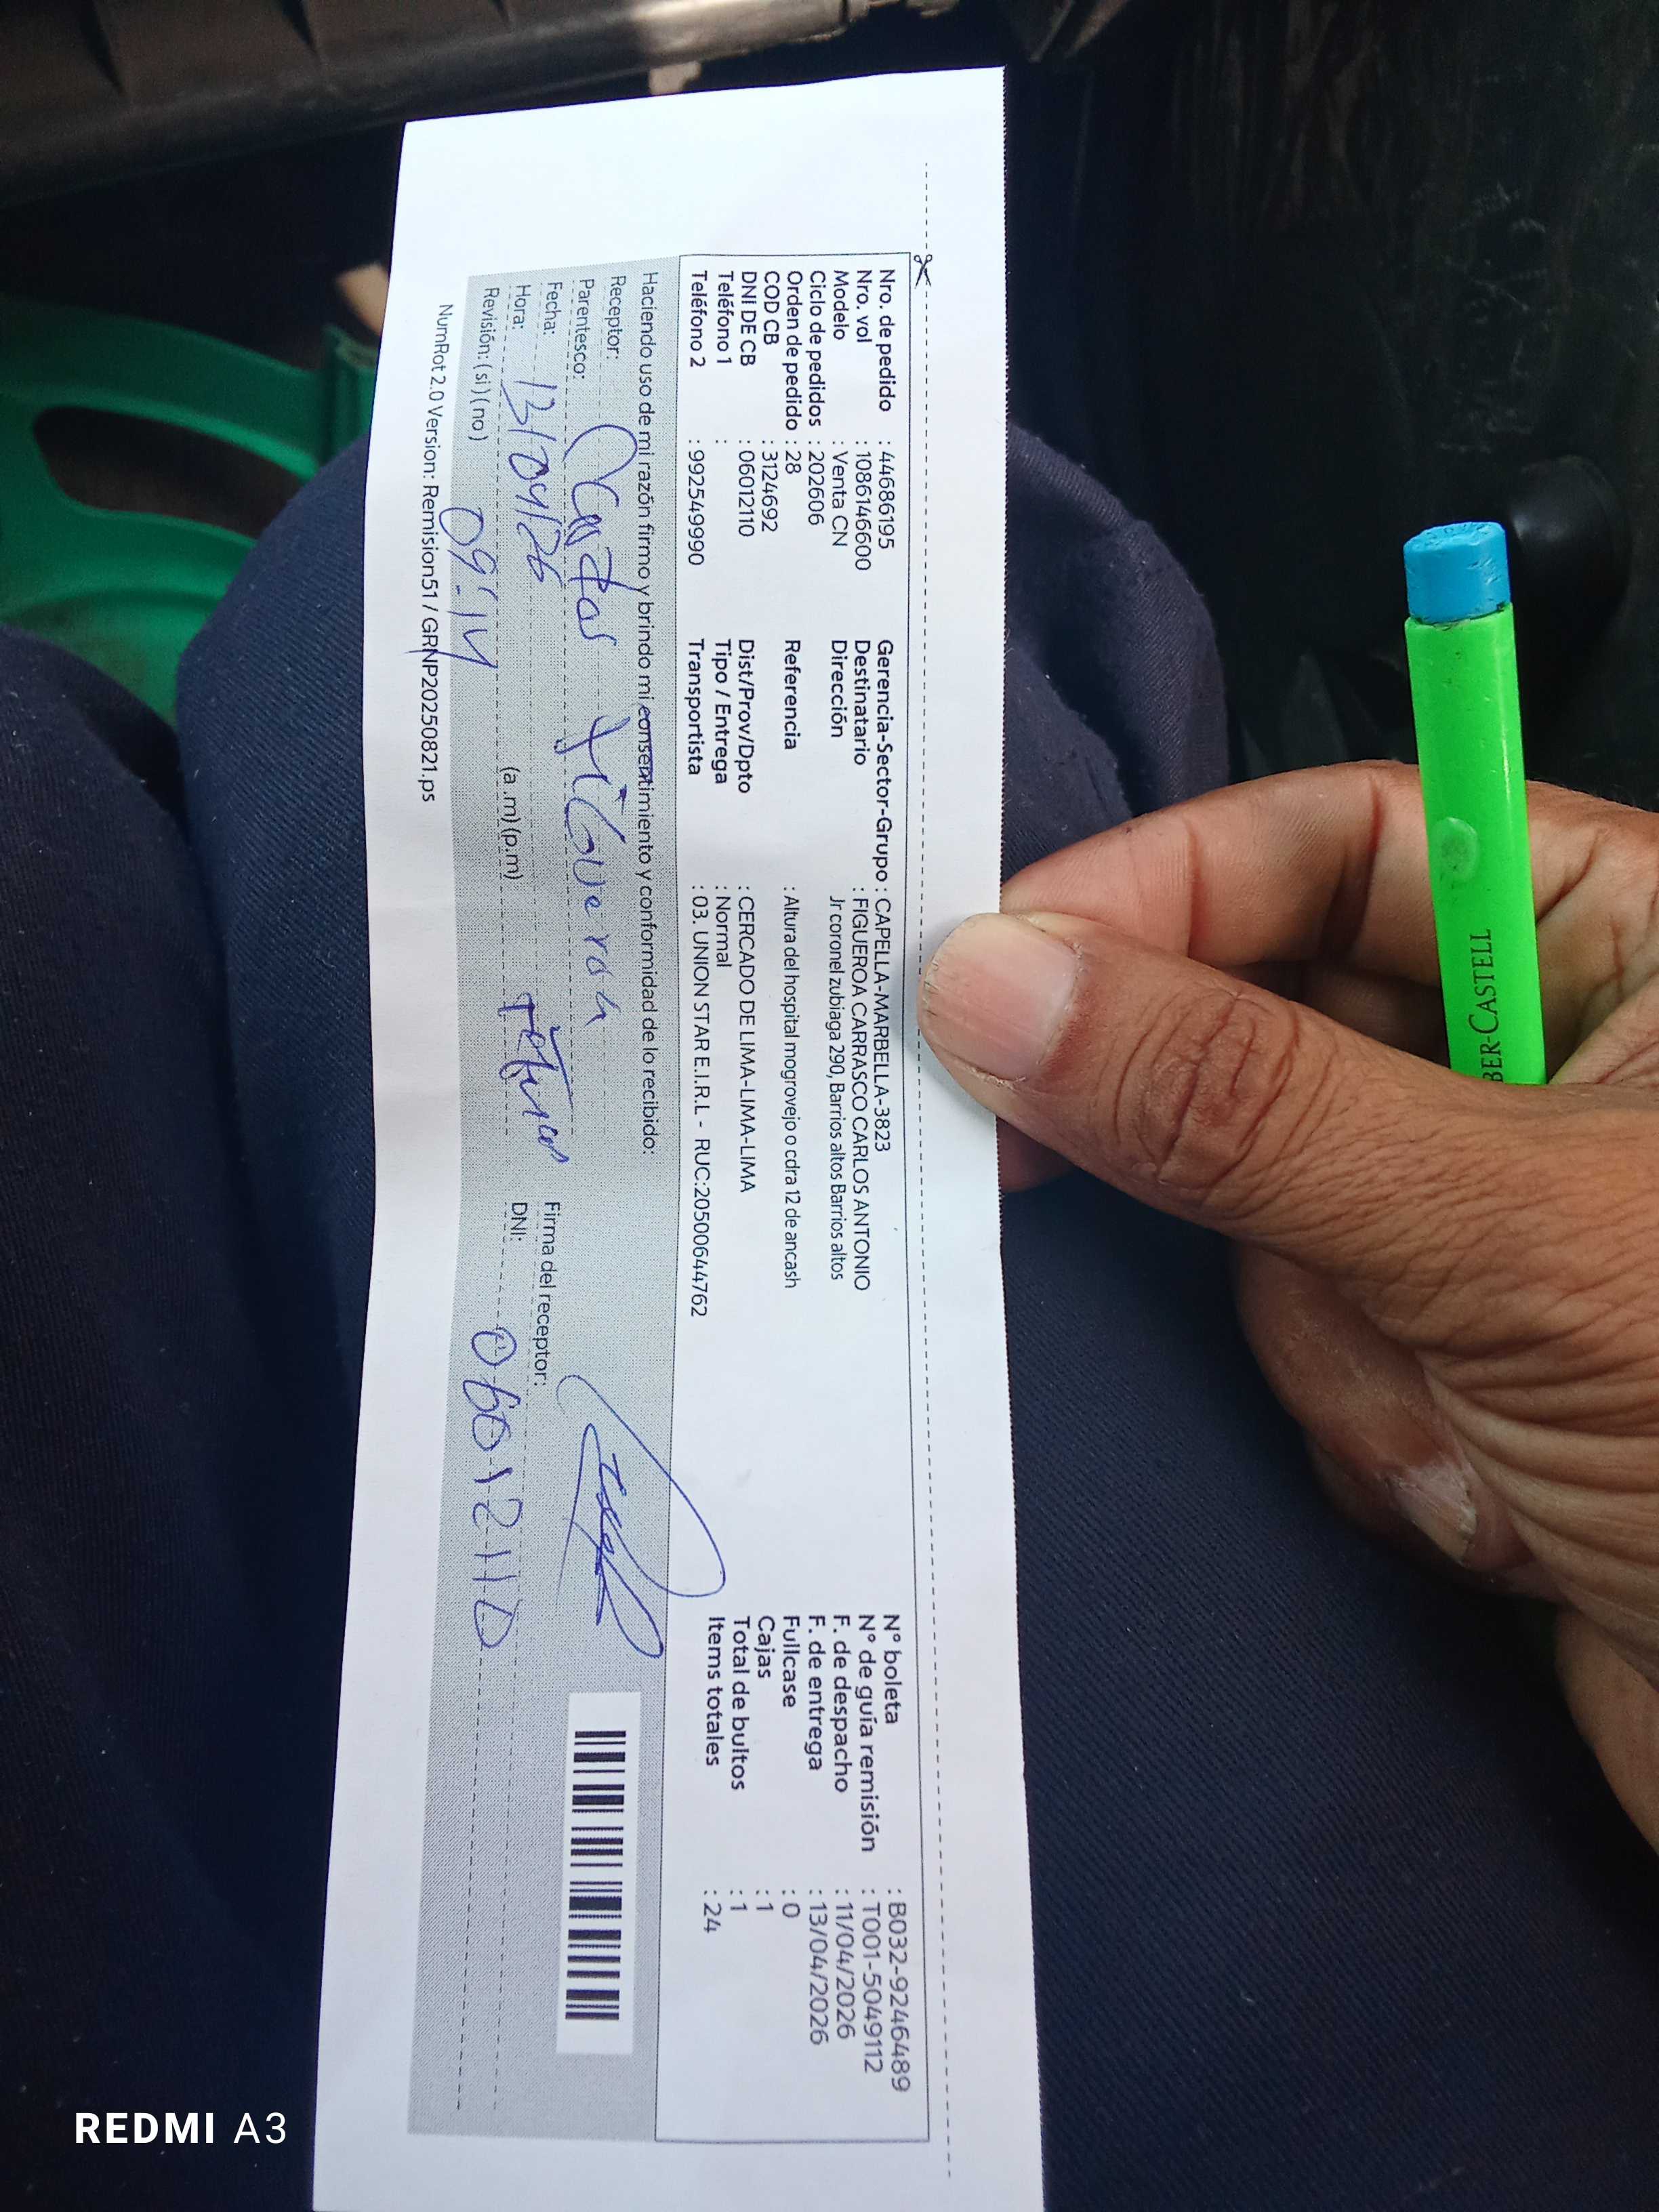 Nro. de pedido : 44686195
Nro. vol : 1086146600
Modelo : Venta CN
Ciclo de pedidos : 202606
Orden de pedido : 28
COD CB : 3124692
DNI DE CB : 06012110
Teléfono 1 :
Teléfono 2 : 992549990
Gerencia-Sector-Grupo : CAPELLA-MARBELLA-3823
Destinatario : FIGUEROA CARRASCO CARLOS ANTONIO
Dirección Jr coronel zubiaga 290, Barrios altos Barrios altos
Referencia : Altura del hospital mogrovejo o cdra 12 de ancash
Dist/Prov/Dpto : CERCADO DE LIMA-LIMA-LIMA
Tipo / Entrega : Normal
Transportista : 03. UNION STAR E.I.R.L - RUC:20500644762
N° boleta : B032-9246489
N° de guía remisión : T001-5049112
F. de despacho : 11/04/2026
F. de entrega : 13/04/2026
Fullcase : 0
Cajas : 1
Total de bultos : 1
Items totales : 24
Haciendo uso de mi razón firmo y brindo mi consentimiento y conformidad de lo recibido:
Receptor: Carlos Figueroa
Parentesco:
Fecha: 13/04/26
Hora: 09:14 (a.m) (p.m)
Revisión: ( si ) ( no )
Firma del receptor:
DNI: 06012110
NumRot 2.0 Version: Remision51 / GRNP20250821.ps
BER-CASTELL
REDMI A3